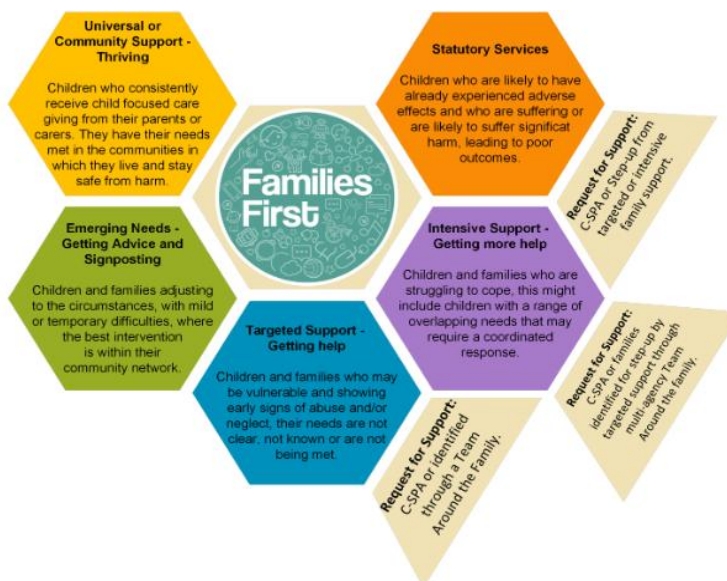 Universal or
Community Support -
Thriving
Children who consistently
receive child focused care
giving from their parents or
carers. They have their needs
met in the communities in
which they live and stay
safe from harm.
Statutory Services
Children who are likely to have
already experienced adverse
effects and who are suffering or
are likely to suffer significat
harm, leading to poor
outcomes.
Request for Support:
C-SPA or Step-up from
targeted or intensive
family support.
Families
First
Emerging Needs -
Getting Advice and
Signposting
Children and families adjusting
to the circumstances, with mild
or temporary difficulties, where
the best intervention
is within their
community network.
Intensive Support -
Getting more help
Children and families who are
struggling to cope, this might
include children with a range of
overlapping needs that may
require a coordinated
response.
Request for Support:
C-SPA or families
identified for step-up by
targeted support through
multi-agency Team
Around the family.
Targeted Support -
Getting help
Children and families who may
be vulnerable and showing
early signs of abuse and/or
neglect, their needs are not
clear, not known or are not
being met.
Request for Support:
C-SPA or identified
through a Team
Around the Family.